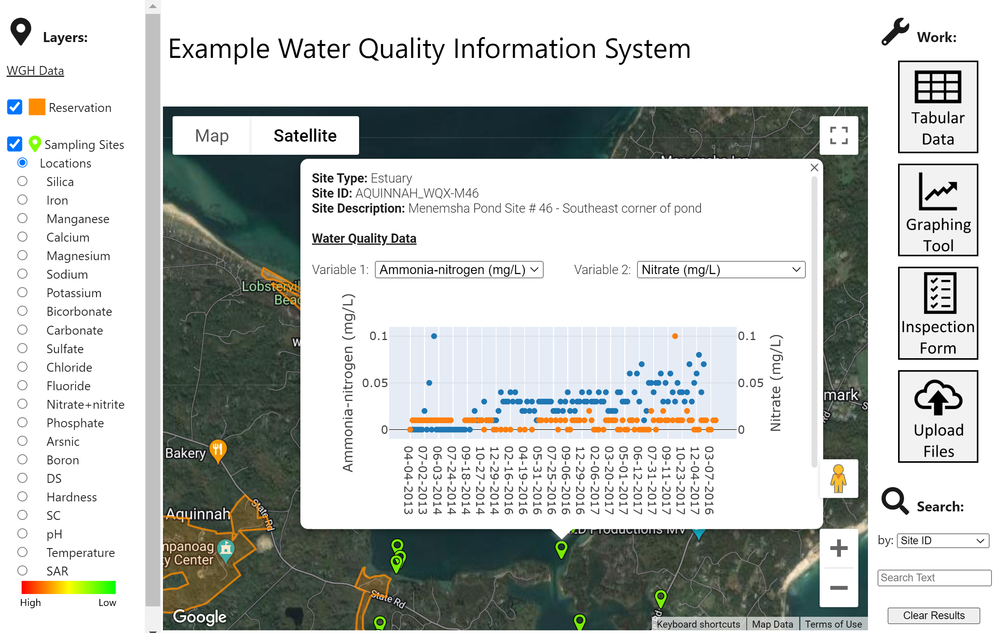 Layers:
WGH Data
Reservation
Sampling Sites
Locations
Silica
Iron
Manganese
Calcium
Magnesium
Sodium
Potassium
Bicorbonate
Carbonate
Sulfate
Chloride
Fluoride
Nitrate+nitrite
Phosphate
Arsnic
Boron
DS
Hardness
SC
pH
Temperature
SAR
High Low
Example Water Quality Information System
Map Satellite
Site Type: Estuary
Site ID: AQUINNAH_WQX-M46
Site Description: Menemsha Pond Site # 46 - Southeast corner of pond
Water Quality Data
Variable 1: Ammonia-nitrogen (mg/L) Variable 2: Nitrate (mg/L)
Ammonia-nitrogen (mg/L)
0.1
0.05
0
0.1
0.05
0
Nitrate (mg/L)
04-04-2013
07-02-2013
06-03-2014
07-24-2014
09-18-2014
10-27-2014
12-29-2014
02-16-2016
04-19-2016
05-31-2016
07-25-2016
09-06-2016
12-29-2016
02-06-2017
03-20-2017
05-01-2017
06-12-2017
07-31-2017
09-11-2017
10-23-2017
12-04-2017
03-07-2016
Bakery
Aquinnah
State Rd
mpanoag
ty Center
State Rd
Productions MV
mark
Rd
Rd
Google
Keyboard shortcuts Map Data Terms of Use
Work:
Tabular
Data
Graphing
Tool
Inspection
Form
Upload
Files
Search:
by: Site ID
Search Text
Clear Results